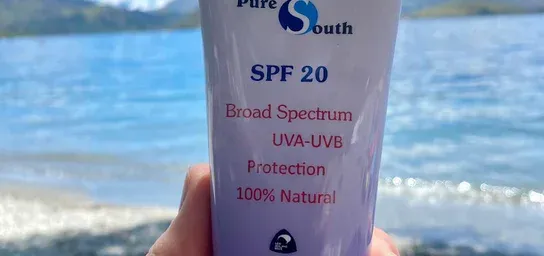 Pure
South
SPF 20
Broad Spectrum
UVA-UVB
Protection
100% Natural